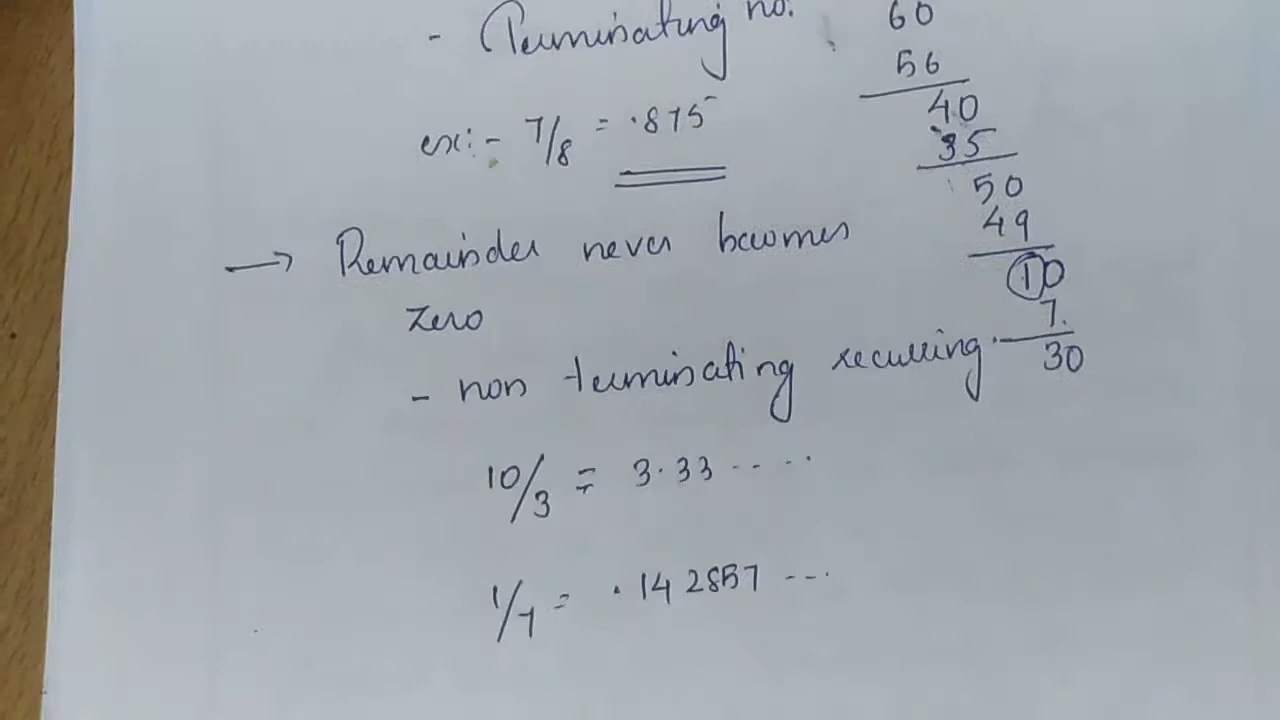 - Terminating no.
ex:- 7/8 = .875
→ Remainder never becomes
zero
- non terminating recurring.
10/3 = 3.33 ....
1/7 = .142857 ...
60
56
40
35
50
49
10
7.
30